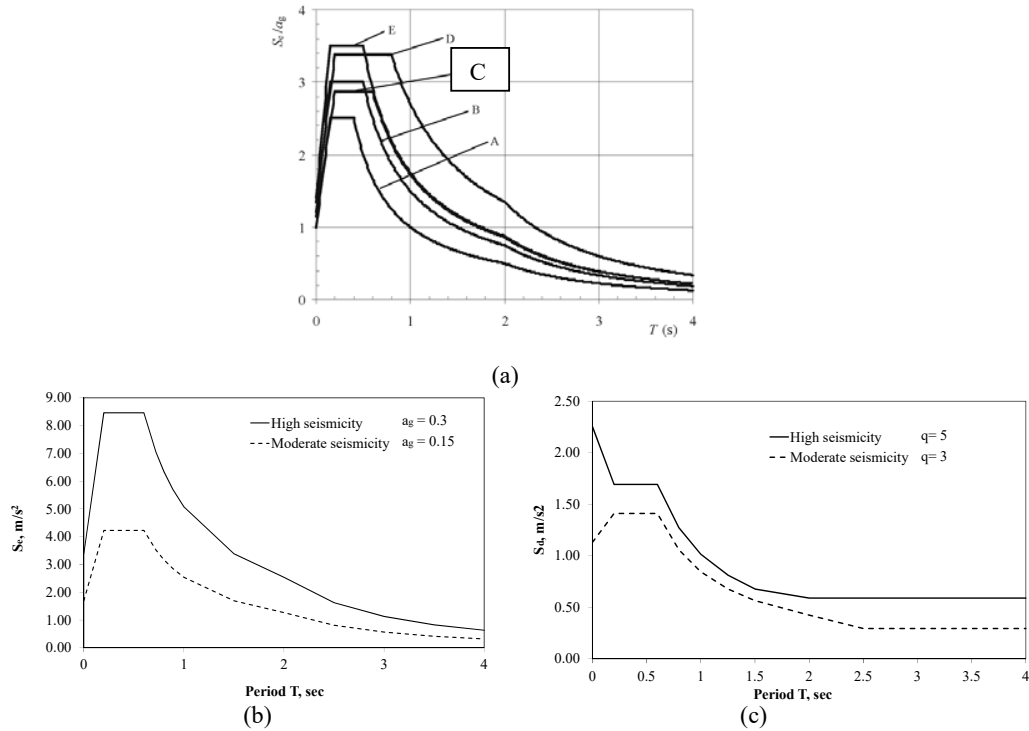 4
3
2
1
0
S_e/a_g
E
D
C
B
A
0
1
2
3
4
T (s)
(a)
9.00
8.00
7.00
6.00
5.00
4.00
3.00
2.00
1.00
0.00
Se, m/s²
High seismicity a_g = 0.3
Moderate seismicity a_g = 0.15
0
1
2
3
4
Period T, sec
(b)
2.50
2.00
1.50
1.00
0.50
0.00
Sd, m/s2
High seismicity q= 5
Moderate seismicity q= 3
0
0.5
1
1.5
2
2.5
3
3.5
4
Period T, sec
(c)